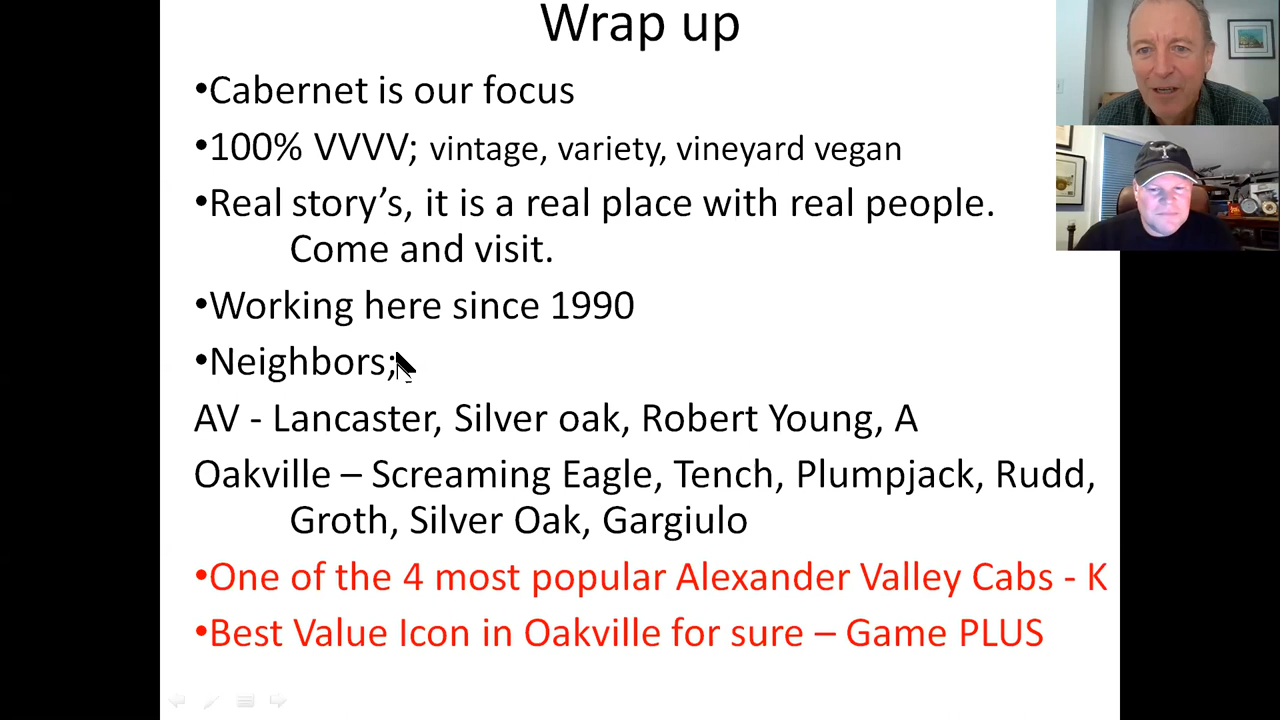 Wrap up
•Cabernet is our focus
•100% VVVV; vintage, variety, vineyard vegan
•Real story’s, it is a real place with real people.
Come and visit.
•Working here since 1990
•Neighbors;
AV - Lancaster, Silver oak, Robert Young, A
Oakville – Screaming Eagle, Tench, Plumpjack, Rudd,
Groth, Silver Oak, Gargiulo
•One of the 4 most popular Alexander Valley Cabs - K
•Best Value Icon in Oakville for sure – Game PLUS